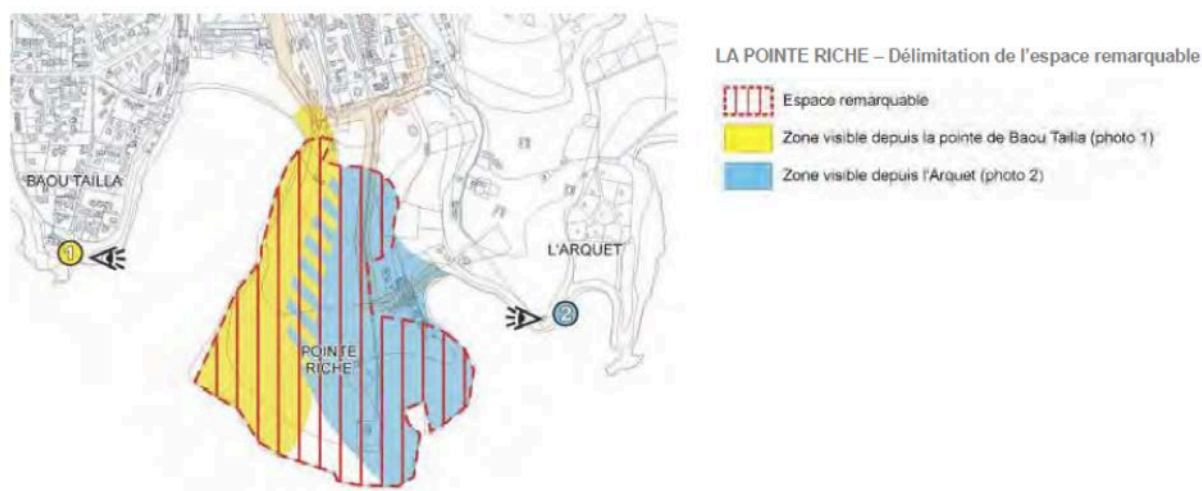 LA POINTE RICHE – Délimitation de l'espace remarquable
Espace remarquable
Zone visible depuis la pointe de Baou Tailla (photo 1)
Zone visible depuis l'Arquet (photo 2)
BAOU TAILLA
1
L'ARQUET
2
POINTE
RICHE